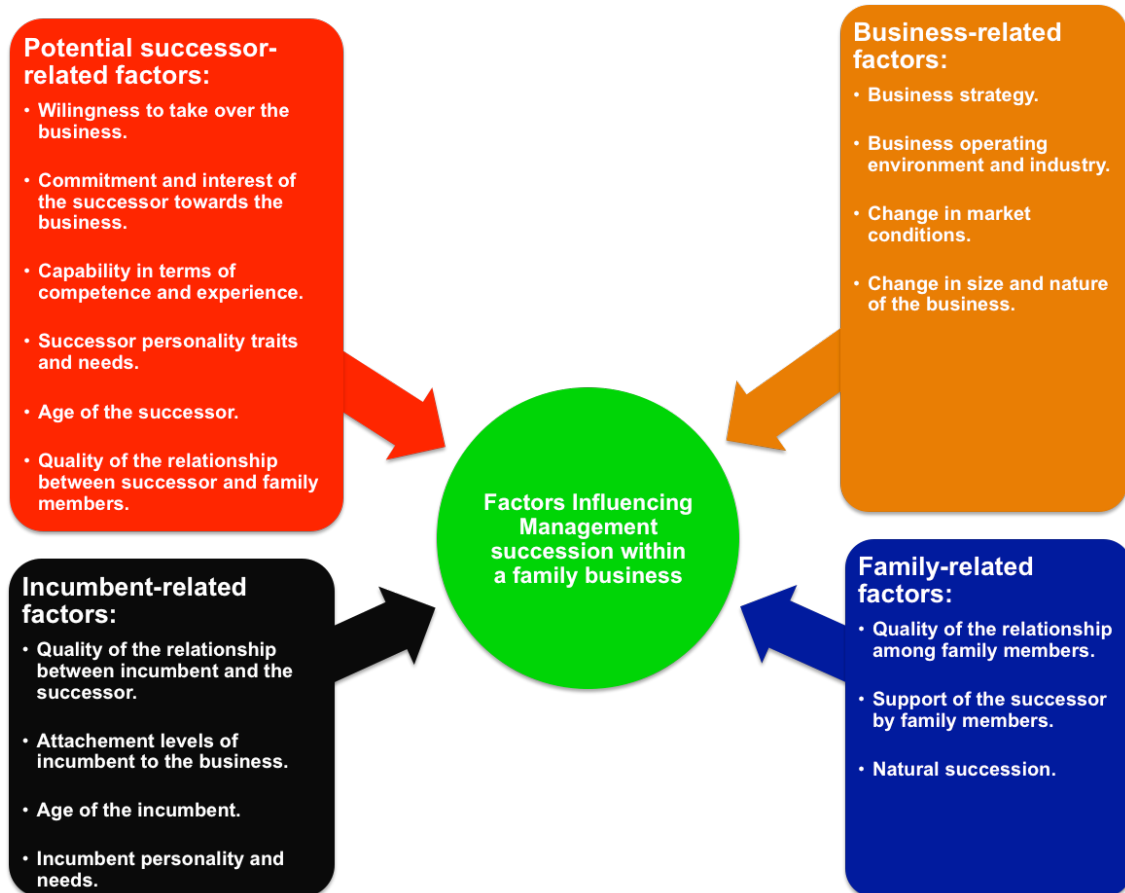 Potential successor-
related factors:
• Wilingness to take over the
business.
• Commitment and interest of
the successor towards the
business.
• Capability in terms of
competence and experience.
• Successor personality traits
and needs.
• Age of the successor.
• Quality of the relationship
between successor and family
members.
Business-related
factors:
• Business strategy.
• Business operating
environment and industry.
• Change in market
conditions.
• Change in size and nature
of the business.
Factors Influencing
Management
succession within
a family business
Incumbent-related
factors:
• Quality of the relationship
between incumbent and the
successor.
• Attachement levels of
incumbent to the business.
• Age of the incumbent.
• Incumbent personality and
needs.
Family-related
factors:
• Quality of the relationship
among family members.
• Support of the successor
by family members.
• Natural succession.